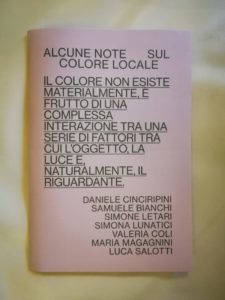 ALCUNE NOTE SUL
COLORE LOCALE
IL COLORE NON ESISTE
MATERIALMENTE, È
FRUTTO DI UNA
COMPLESSA
INTERAZIONE TRA UNA
SERIE DI FATTORI TRA
CUI L'OGGETTO, LA
LUCE E,
NATURALMENTE, IL
RIGUARDANTE.
DANIELE CINCIRIPINI
SAMUELE BIANCHI
SIMONE LETARI
SIMONA LUNATICI
VALERIA COLI
MARIA MAGAGNINI
LUCA SALOTTI